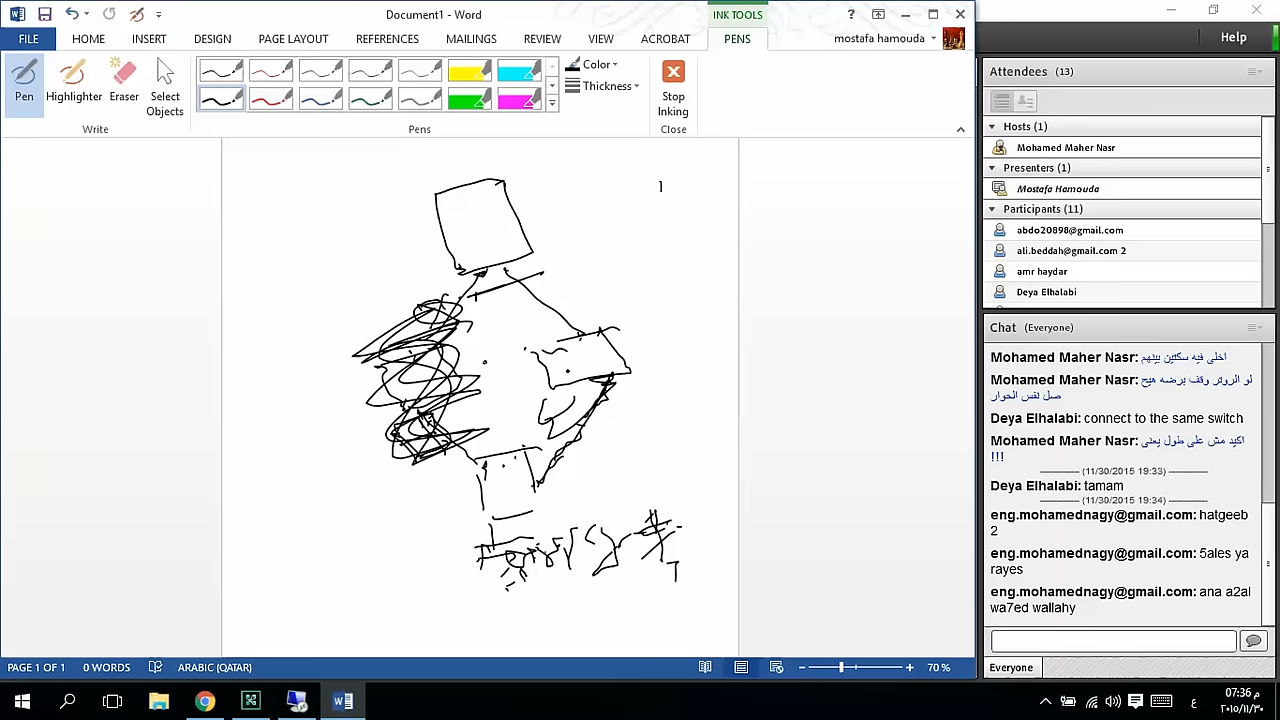 Document1 - Word
INK TOOLS
?
FILE
HOME
INSERT
DESIGN
PAGE LAYOUT
REFERENCES
MAILINGS
REVIEW
VIEW
ACROBAT
PENS
mostafa hamouda
Help
Pen
Highlighter
Eraser
Select
Objects
Color
Thickness
Stop
Inking
Write
Pens
Close
Attendees (13)
Hosts (1)
Mohamed Maher Nasr
Presenters (1)
Mostafa Hamouda
Participants (11)
abdo20898@gmail.com
ali.beddah@gmail.com 2
amr haydar
Deya Elhalabi
Chat (Everyone)
Mohamed Maher Nasr: اخلى فيه سكتين بينهم
Mohamed Maher Nasr: لو الروتر وقف برضه هيح
صل نفس الحوار
Deya Elhalabi: connect to the same switch
Mohamed Maher Nasr: اكيد مش على طول يعنى
!!!
(11/30/2015 19:33)
Deya Elhalabi: tamam
(11/30/2015 19:34)
eng.mohamednagy@gmail.com: hatgeeb
2
eng.mohamednagy@gmail.com: 5ales ya
rayes
eng.mohamednagy@gmail.com: ana a2al
wa7ed wallahy
Everyone
PAGE 1 OF 1
0 WORDS
ARABIC (QATAR)
70 %
ع
07:36 م
٢٠١٥/١١/٣٠